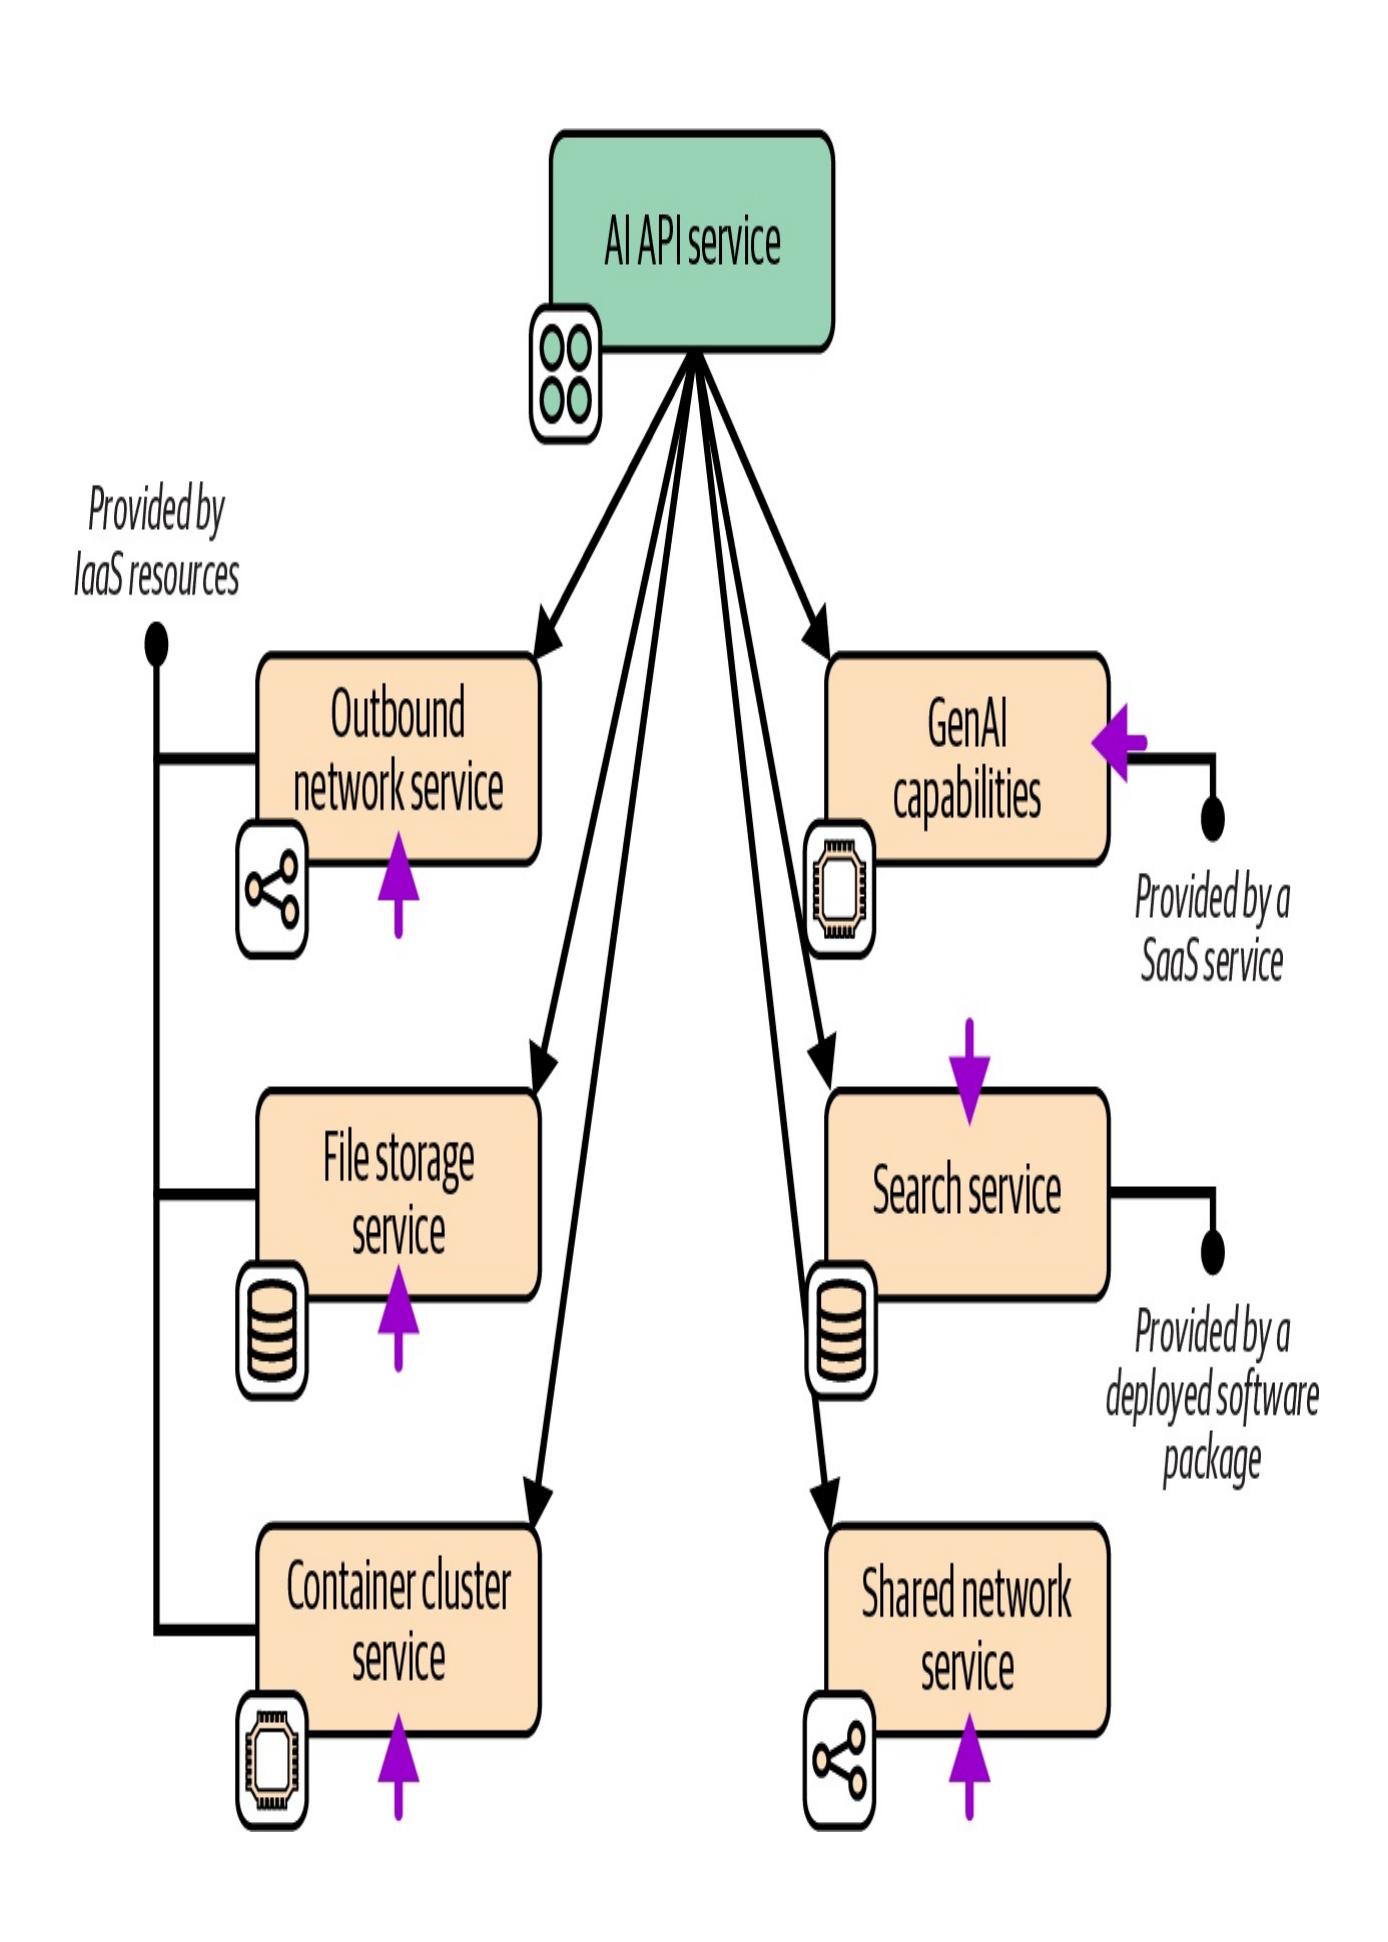 AI API service
Provided by
IaaS resources
Outbound
network service
GenAI
capabilities
Provided by a
SaaS service
File storage
service
Search service
Provided by a
deployed software
package
Container cluster
service
Shared network
service